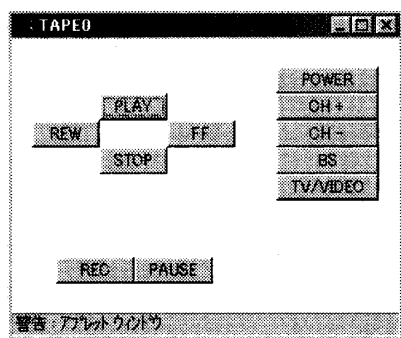 : TAPE0
POWER
PLAY
CH +
REW
FF
CH -
STOP
BS
TV/VIDEO
REC
PAUSE
警告 : アプレット ウィンドウ